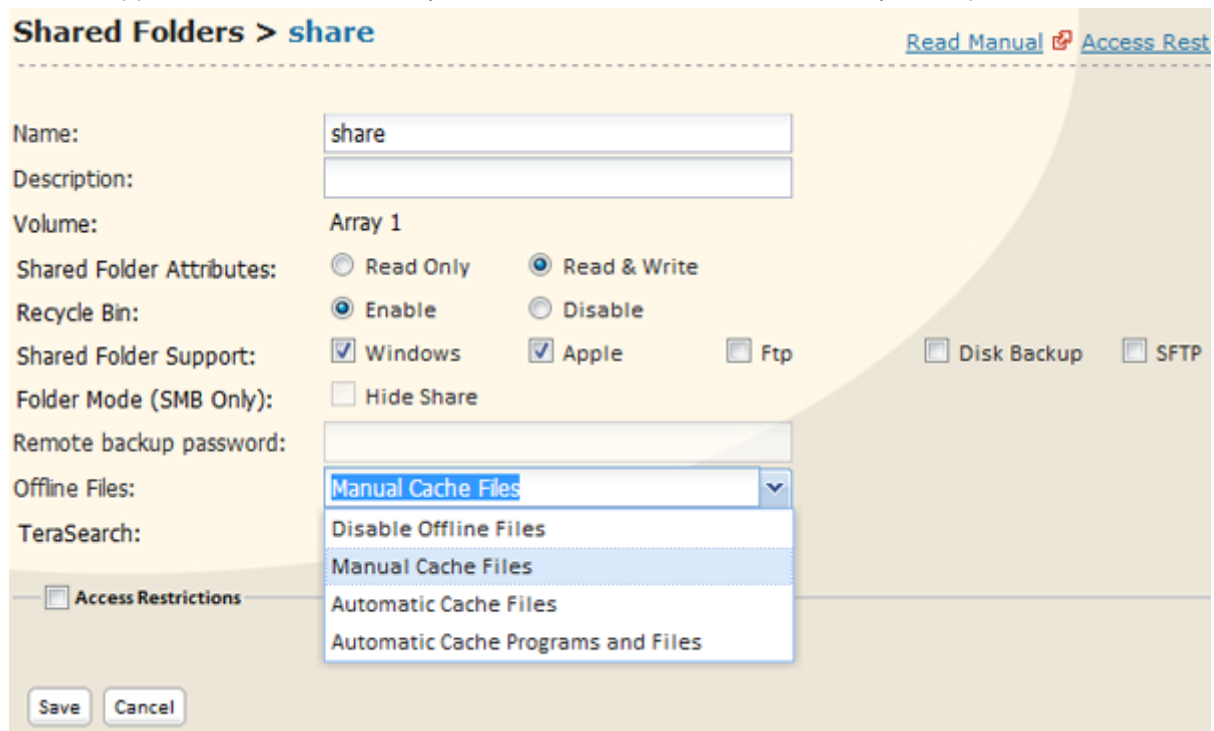 Shared Folders > share
Read Manual Access Rest
Name: share
Description:
Volume: Array 1
Shared Folder Attributes: Read Only Read & Write
Recycle Bin: Enable Disable
Shared Folder Support: Windows Apple Ftp Disk Backup SFTP
Folder Mode (SMB Only): Hide Share
Remote backup password:
Offline Files: Manual Cache Files
TeraSearch:
Disable Offline Files
Manual Cache Files
Automatic Cache Files
Automatic Cache Programs and Files
Access Restrictions
Save Cancel